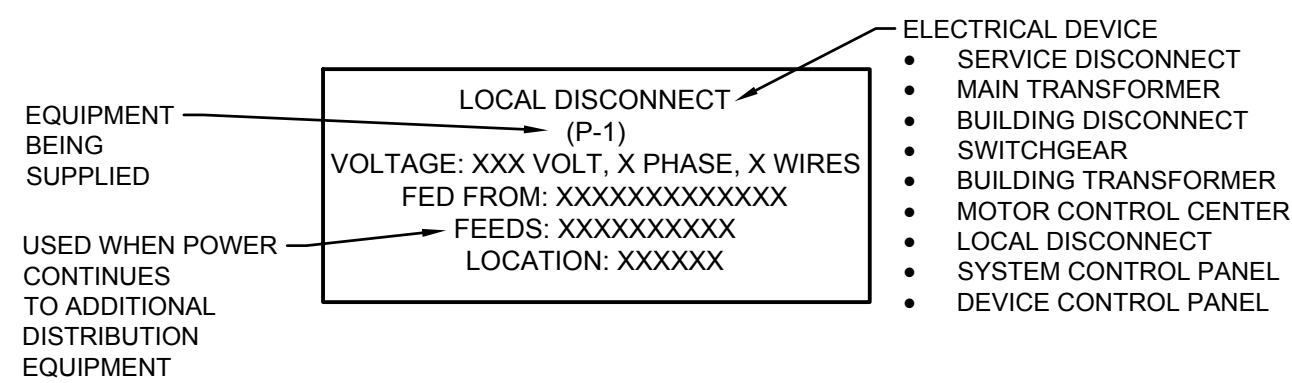 EQUIPMENT
BEING
SUPPLIED
USED WHEN POWER
CONTINUES
TO ADDITIONAL
DISTRIBUTION
EQUIPMENT
LOCAL DISCONNECT
(P-1)
VOLTAGE: XXX VOLT, X PHASE, X WIRES
FED FROM: XXXXXXXXXXXXX
FEEDS: XXXXXXXXXX
LOCATION: XXXXXX
ELECTRICAL DEVICE
• SERVICE DISCONNECT
• MAIN TRANSFORMER
• BUILDING DISCONNECT
• SWITCHGEAR
• BUILDING TRANSFORMER
• MOTOR CONTROL CENTER
• LOCAL DISCONNECT
• SYSTEM CONTROL PANEL
• DEVICE CONTROL PANEL